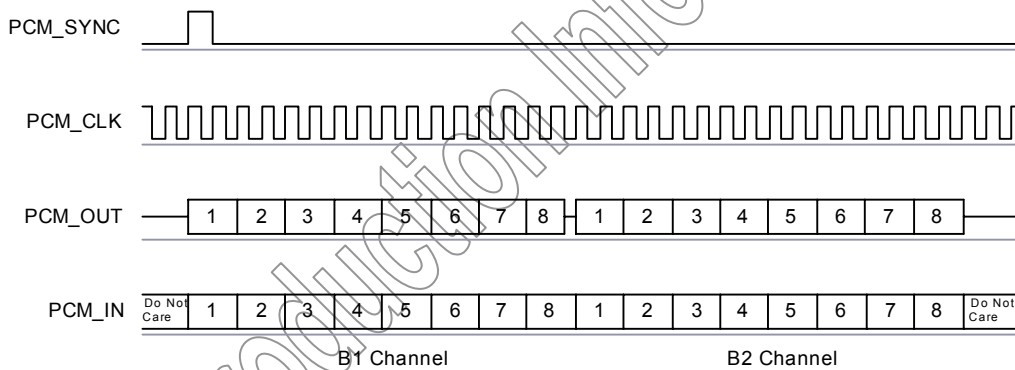 PCM_SYNC
PCM_CLK
PCM_OUT 1 2 3 4 5 6 7 8 1 2 3 4 5 6 7 8
PCM_IN Do Not Care 1 2 3 4 5 6 7 8 1 2 3 4 5 6 7 8 Do Not Care
B1 Channel B2 Channel